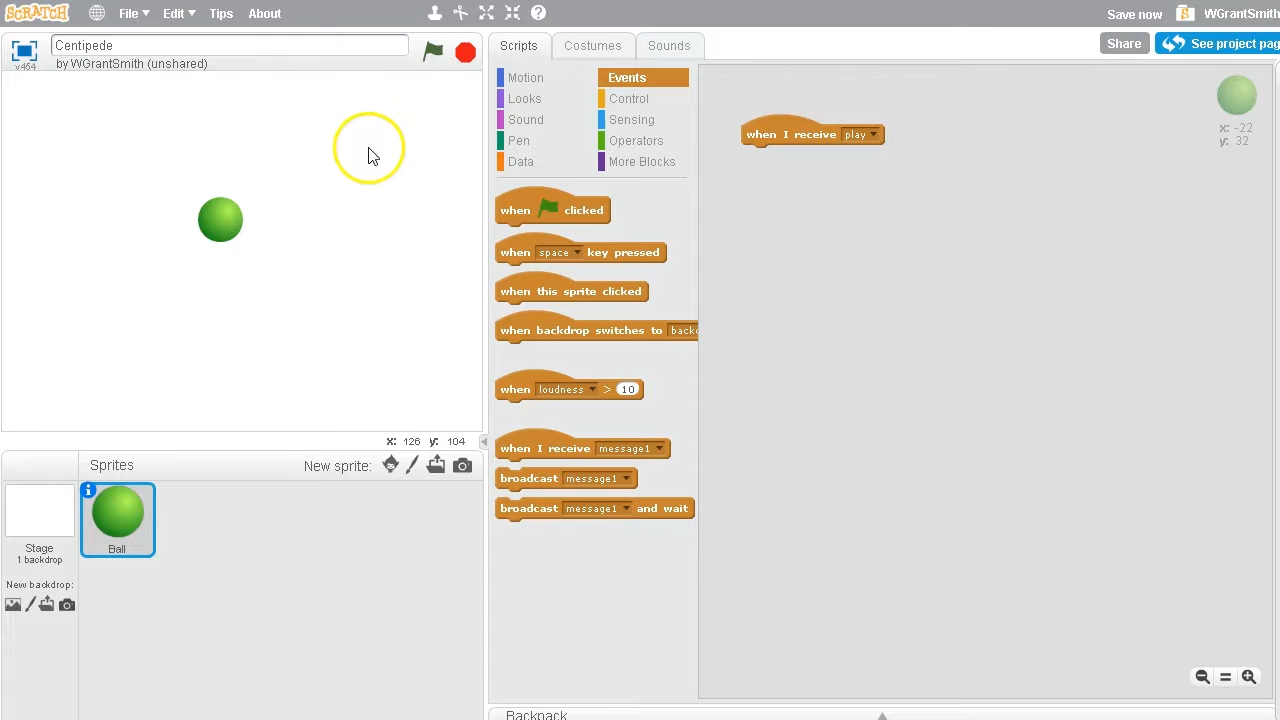 SCRATCH File Edit Tips About Save now WGrantSmith
v454 Centipede
by WGrantSmith (unshared)
Scripts Costumes Sounds Share See project pag
Motion Events
Looks Control
Sound Sensing
Pen Operators
Data More Blocks
when clicked
when space key pressed
when this sprite clicked
when backdrop switches to backd
when loudness > 10
when I receive message1
broadcast message1
broadcast message1 and wait
when I receive play
x: -22
y: 32
x: 126 y: 104
Sprites New sprite:
Stage
1 backdrop
New backdrop:
Ball
Backpack